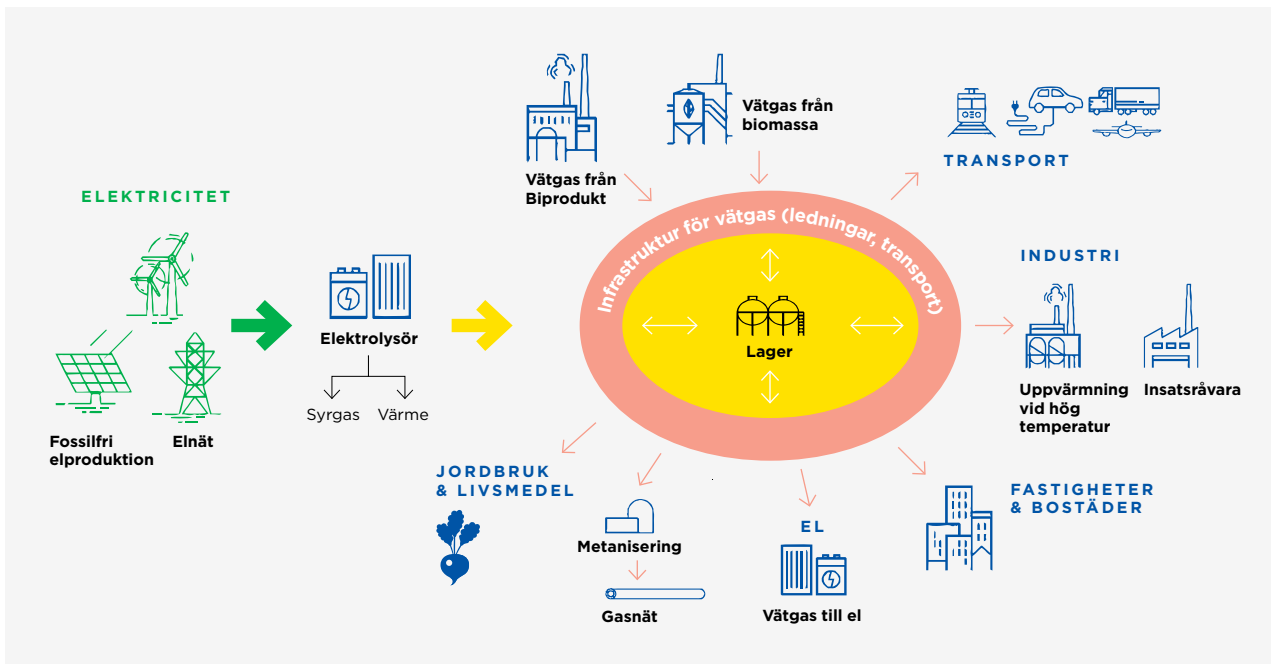 Vätgas från
biomassa
TRANSPORT
Vätgas från
Biprodukt
ELEKTRICITET
Infrastruktur för vätgas (ledningar, transport)
INDUSTRI
Elektrolysör
Lager
Syrgas
Värme
Uppvärmning
vid hög
temperatur
Insatsråvara
Fossilfri
elproduktion
Elnät
JORDBRUK
& LIVSMEDEL
FASTIGHETER
& BOSTÄDER
EL
Metanisering
Gasnät
Vätgas till el